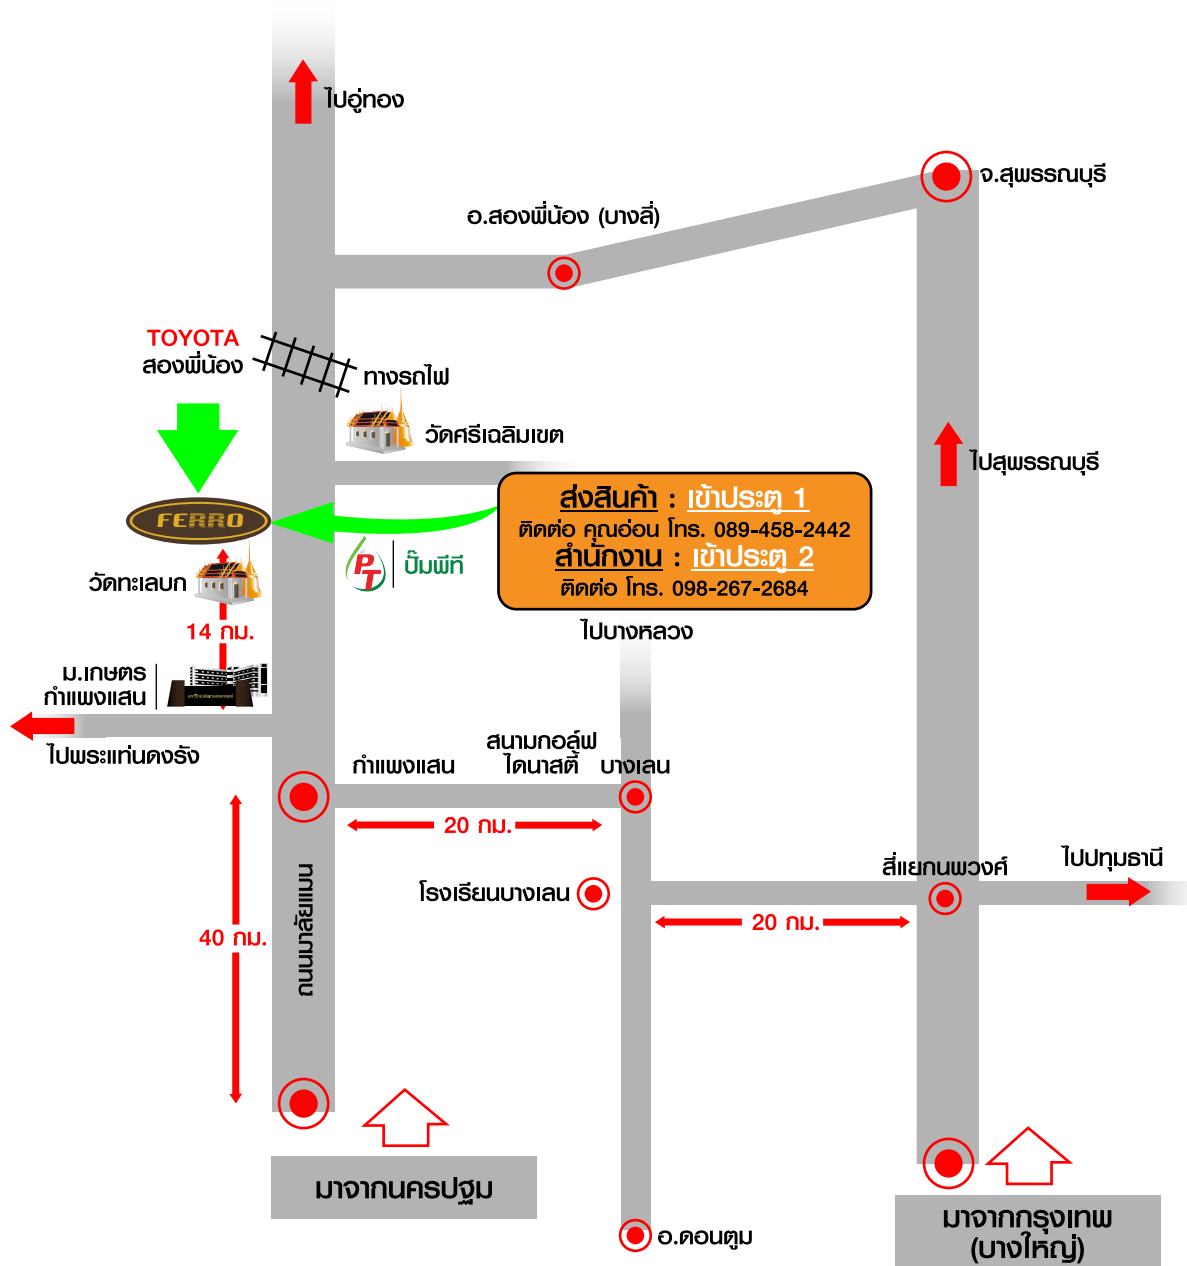 ไปอู่ทอง
จ.สุพรรณบุรี
อ.สองพี่น้อง (บางลี่)
TOYOTA
สองพี่น้อง
ทางรถไฟ
วัดศรีเฉลิมเขต
ไปสุพรรณบุรี
ส่งสินค้า : เข้าประตู 1
ติดต่อ คุณอ่อน โทร. 089-458-2442
สำนักงาน : เข้าประตู 2
ติดต่อ โทร. 098-267-2684
FERRO
PT
ปั๊มพีที
วัดทะเลบก
14 กม.
ไปบางหลวง
ม.เกษตร
กำแพงแสน
ไปพระแท่นดงรัง
สนามกอล์ฟ
ไดนาสตี้
กำแพงแสน
บางเลน
20 กม.
ไปปทุมธานี
สี่แยกนพวงศ์
โรงเรียนบางเลน
20 กม.
40 กม.
ถนนมาลัยแมน
มาจากนครปฐม
มาจากกรุงเทพ
(บางใหญ่)
อ.ดอนตูม